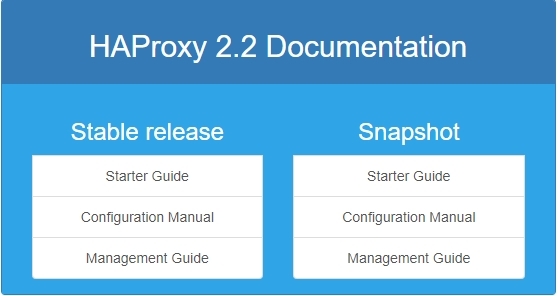 HAProxy 2.2 Documentation
Stable release
Starter Guide
Configuration Manual
Management Guide
Snapshot
Starter Guide
Configuration Manual
Management Guide